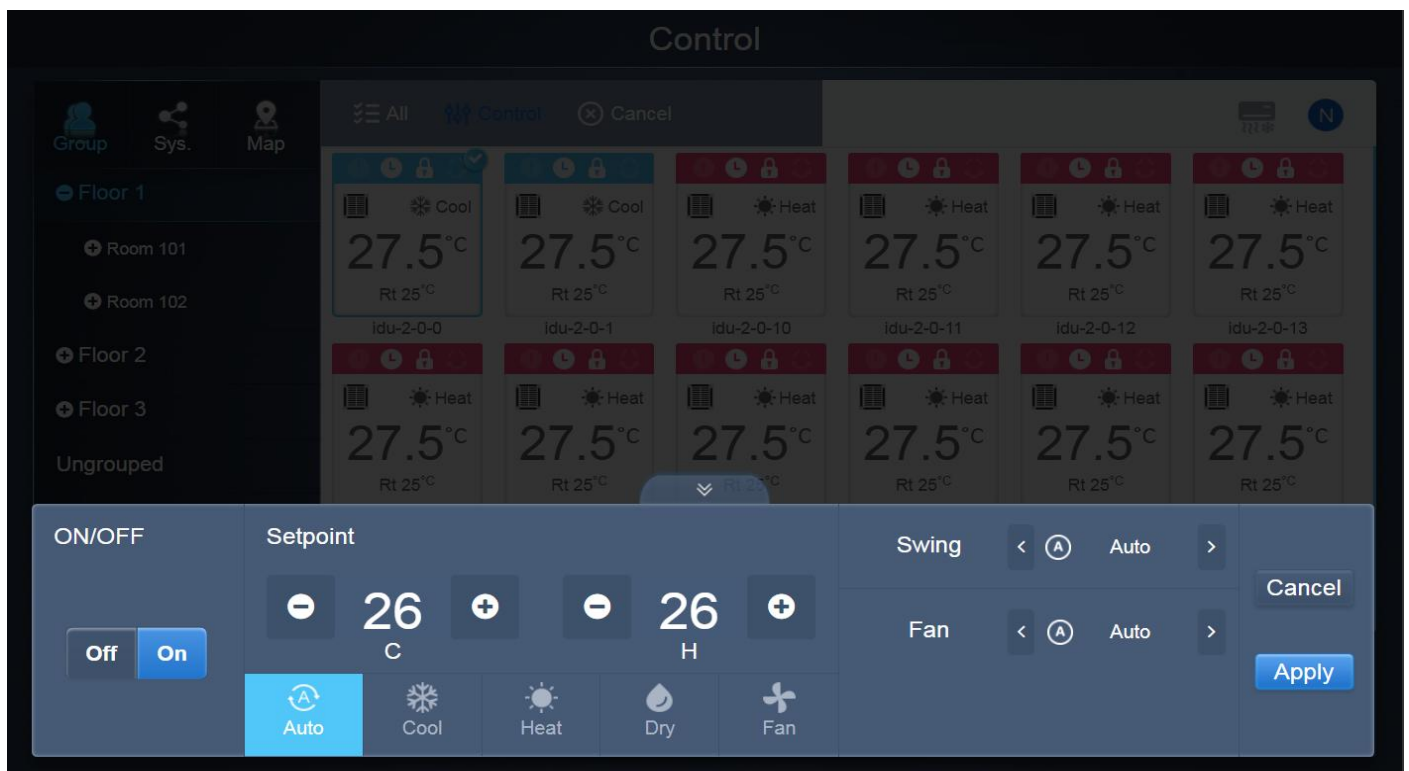 Control
Group Sys. Map
All Control Cancel
N
Floor 1
Room 101
Room 102
Floor 2
Floor 3
Ungrouped
Cool Cool Heat Heat Heat Heat
27.5°C 27.5°C 27.5°C 27.5°C 27.5°C 27.5°C
Rt 25°C Rt 25°C Rt 25°C Rt 25°C Rt 25°C Rt 25°C
idu-2-0-0 idu-2-0-1 idu-2-0-10 idu-2-0-11 idu-2-0-12 idu-2-0-13
Heat Heat Heat Heat Heat Heat
27.5°C 27.5°C 27.5°C 27.5°C 27.5°C 27.5°C
Rt 25°C Rt 25°C Rt 25°C Rt 25°C Rt 25°C Rt 25°C
ON/OFF
Off On
Setpoint
26 26
C H
A
Auto Cool Heat Dry Fan
Swing A Auto
Fan A Auto
Cancel
Apply